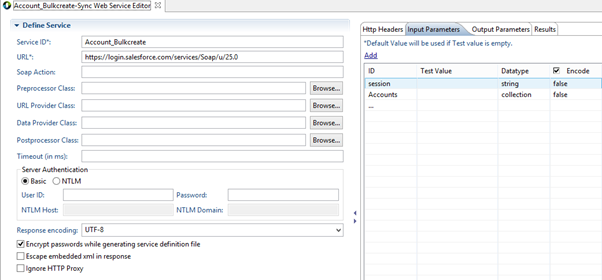 Account_Bulkcreate-Sync Web Service Editor
Define Service
Service ID*: Account_Bulkcreate
URL*: https://login.salesforce.com/services/Soap/u/25.0
Soap Action:
Preprocessor Class: Browse...
URL Provider Class: Browse...
Data Provider Class: Browse...
Postprocessor Class: Browse...
Timeout (in ms):
Server Authentication
Basic NTLM
User ID: Password:
NTLM Host: NTLM Domain:
Response encoding: UTF-8
Encrypt passwords while generating service definition file
Escape embedded xml in response
Ignore HTTP Proxy
Http Headers Input Parameters Output Parameters Results
*Default Value will be used if Test value is empty.
Add
ID Test Value Datatype Encode
session string false
Accounts collection false
...